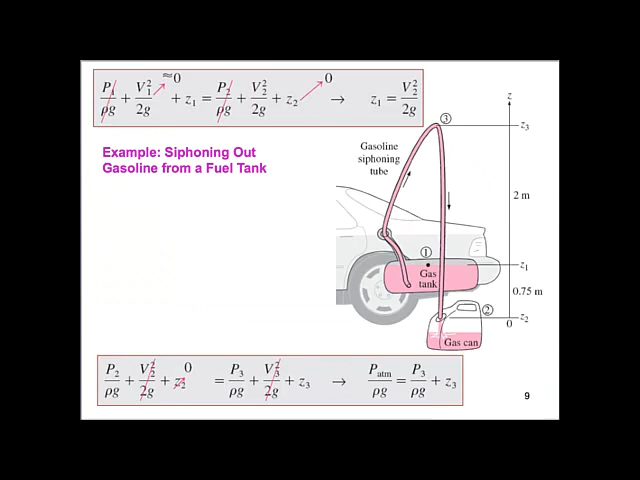 P₁/ρg + V₁²/2g ≈0 + z₁ = P₂/ρg + V₂²/2g + z₂ 0 → z₁ = V₂²/2g
Example: Siphoning Out
Gasoline from a Fuel Tank
Gasoline
siphoning
tube
③
z
z₃
2 m
①
Gas
tank
z₁
0.75 m
②
z₂
0
Gas can
P₂/ρg + V₂²/2g + z₂ 0 = P₃/ρg + V₃²/2g + z₃ → Patm/ρg = P₃/ρg + z₃
9